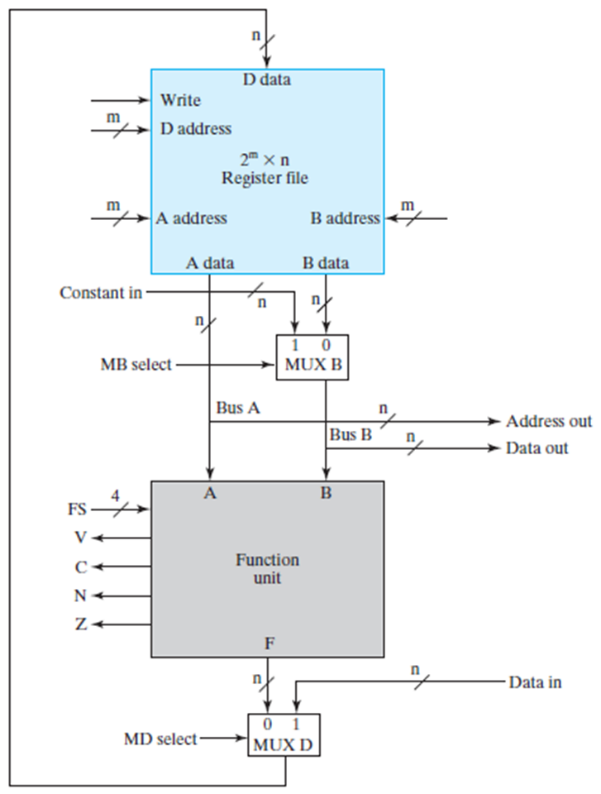 n
D data
Write
m
D address
2ᵐ × n
Register file
m
A address
B address
m
A data
B data
Constant in
n
n
n
1 0
MUX B
MB select
Bus A
n
Address out
Bus B
n
Data out
A
B
FS
4
V
C
N
Z
Function
unit
F
n
n
Data in
0 1
MUX D
MD select